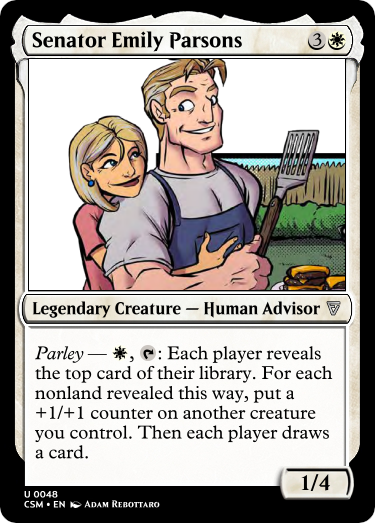 Senator Emily Parsons 3
Legendary Creature — Human Advisor
Parley — , : Each player reveals
the top card of their library. For each
nonland revealed this way, put a
+1/+1 counter on another creature
you control. Then each player draws
a card.
1/4
U 0048
CSM • EN Adam Rebottaro